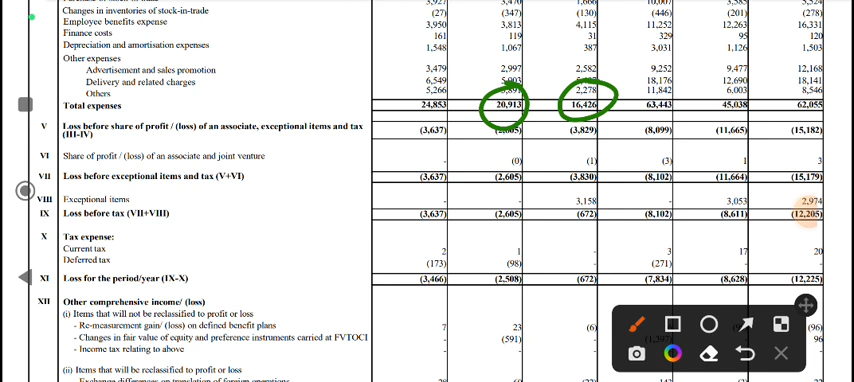 Changes in inventories of stock-in-trade (27) (347) (130) (446) (201) (278)
Employee benefits expense 3,950 3,813 4,115 11,252 12,263 16,331
Finance costs 161 119 31 329 95 120
Depreciation and amortisation expenses 1,548 1,067 387 3,031 1,126 1,503
Other expenses
Advertisement and sales promotion 3,479 2,997 2,582 9,252 9,477 12,168
Delivery and related charges 6,549 18,176 12,690 18,141
Others 5,266 2,278 11,842 6,003 8,546
Total expenses 24,853 20,913 16,426 63,443 45,038 62,055
V Loss before share of profit / (loss) of an associate, exceptional items and tax (3,637) (2,605) (3,829) (8,099) (11,665) (15,182)
(III-IV)
VI Share of profit / (loss) of an associate and joint venture - (0) (1) (3) 1 3
VII Loss before exceptional items and tax (V+VI) (3,637) (2,605) (3,830) (8,102) (11,664) (15,179)
VIII Exceptional items - - 3,158 - 3,053 2,974
IX Loss before tax (VII+VIII) (3,637) (2,605) (672) (8,102) (8,611) (12,205)
X Tax expense:
Current tax 2 1 - 3 17 20
Deferred tax (173) (98) - (271) - -
XI Loss for the period/year (IX-X) (3,466) (2,508) (672) (7,834) (8,628) (12,225)
XII Other comprehensive income/ (loss)
(i) Items that will not be reclassified to profit or loss
- Re-measurement gain/ (loss) on defined benefit plans 7 23 (6) (96)
- Changes in fair value of equity and preference instruments carried at FVTOCI - (591) - (1,397) 96
- Income tax relating to above - - -
(ii) Items that will be reclassified to profit or loss